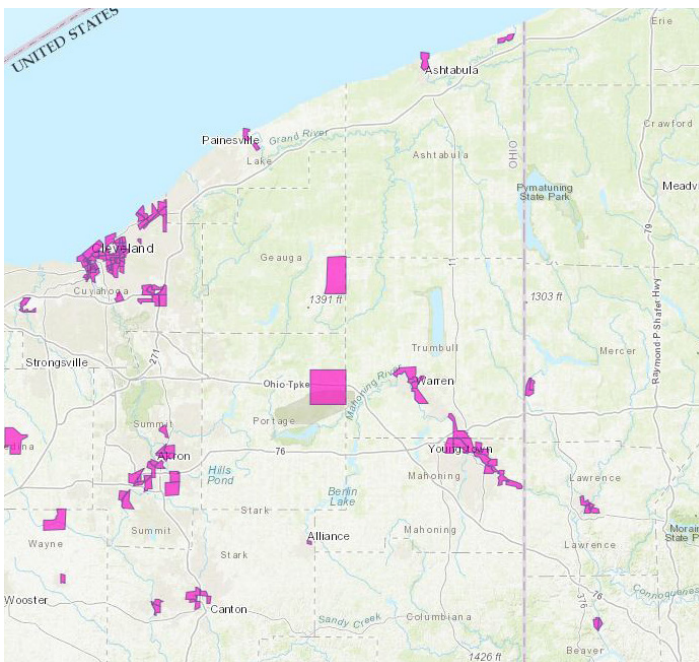 UNITED STATES
Erie
Ashtabula
Crawford
Painesville
Grand River
Lake
Ashtabula
OHIO
Pymatuning
State Park
79
Cleveland
Geauga
11
Cuyahoga
1391 ft
1303 ft
Raymond P Shafer Hwy
271
Trumbull
Strongsville
Mercer
Ohio Tpke
Warren
Mahoning River
Summit
Portage
76
Akron
Youngstown
Hills
Pond
Mahoning
Lawrence
Berlin
Lake
Stark
Summit
Alliance
Mahoning
Wayne
Stark
Lawrence
376
76
Wooster
Canton
Sandy Creek
Columbiana
1426 ft
Beaver